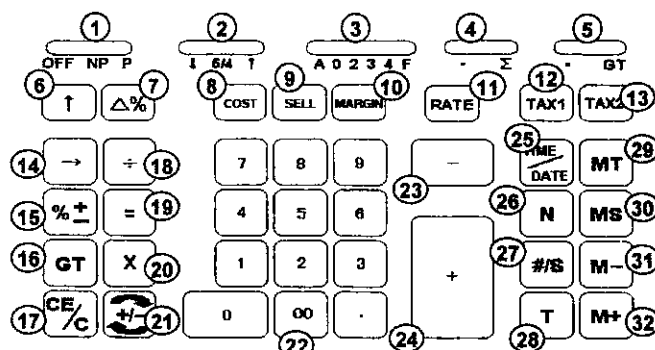 1 2 3 4 5
OFF NP P ↓ 5/4 ↑ A 0 2 3 4 F - Σ - GT
6 7 8 9 10 11 12 13
↑ △% COST SELL MARGIN RATE TAX1 TAX2
14 → ÷ 18 7 8 9 − 23 25 TIME/DATE MT 29
15 %± = 19 4 5 6 26 N MS 30
16 GT X 20 1 2 3 + 27 #/S M− 31
17 CE/C +/− 21 0 00 22 . 24 28 T M+ 32